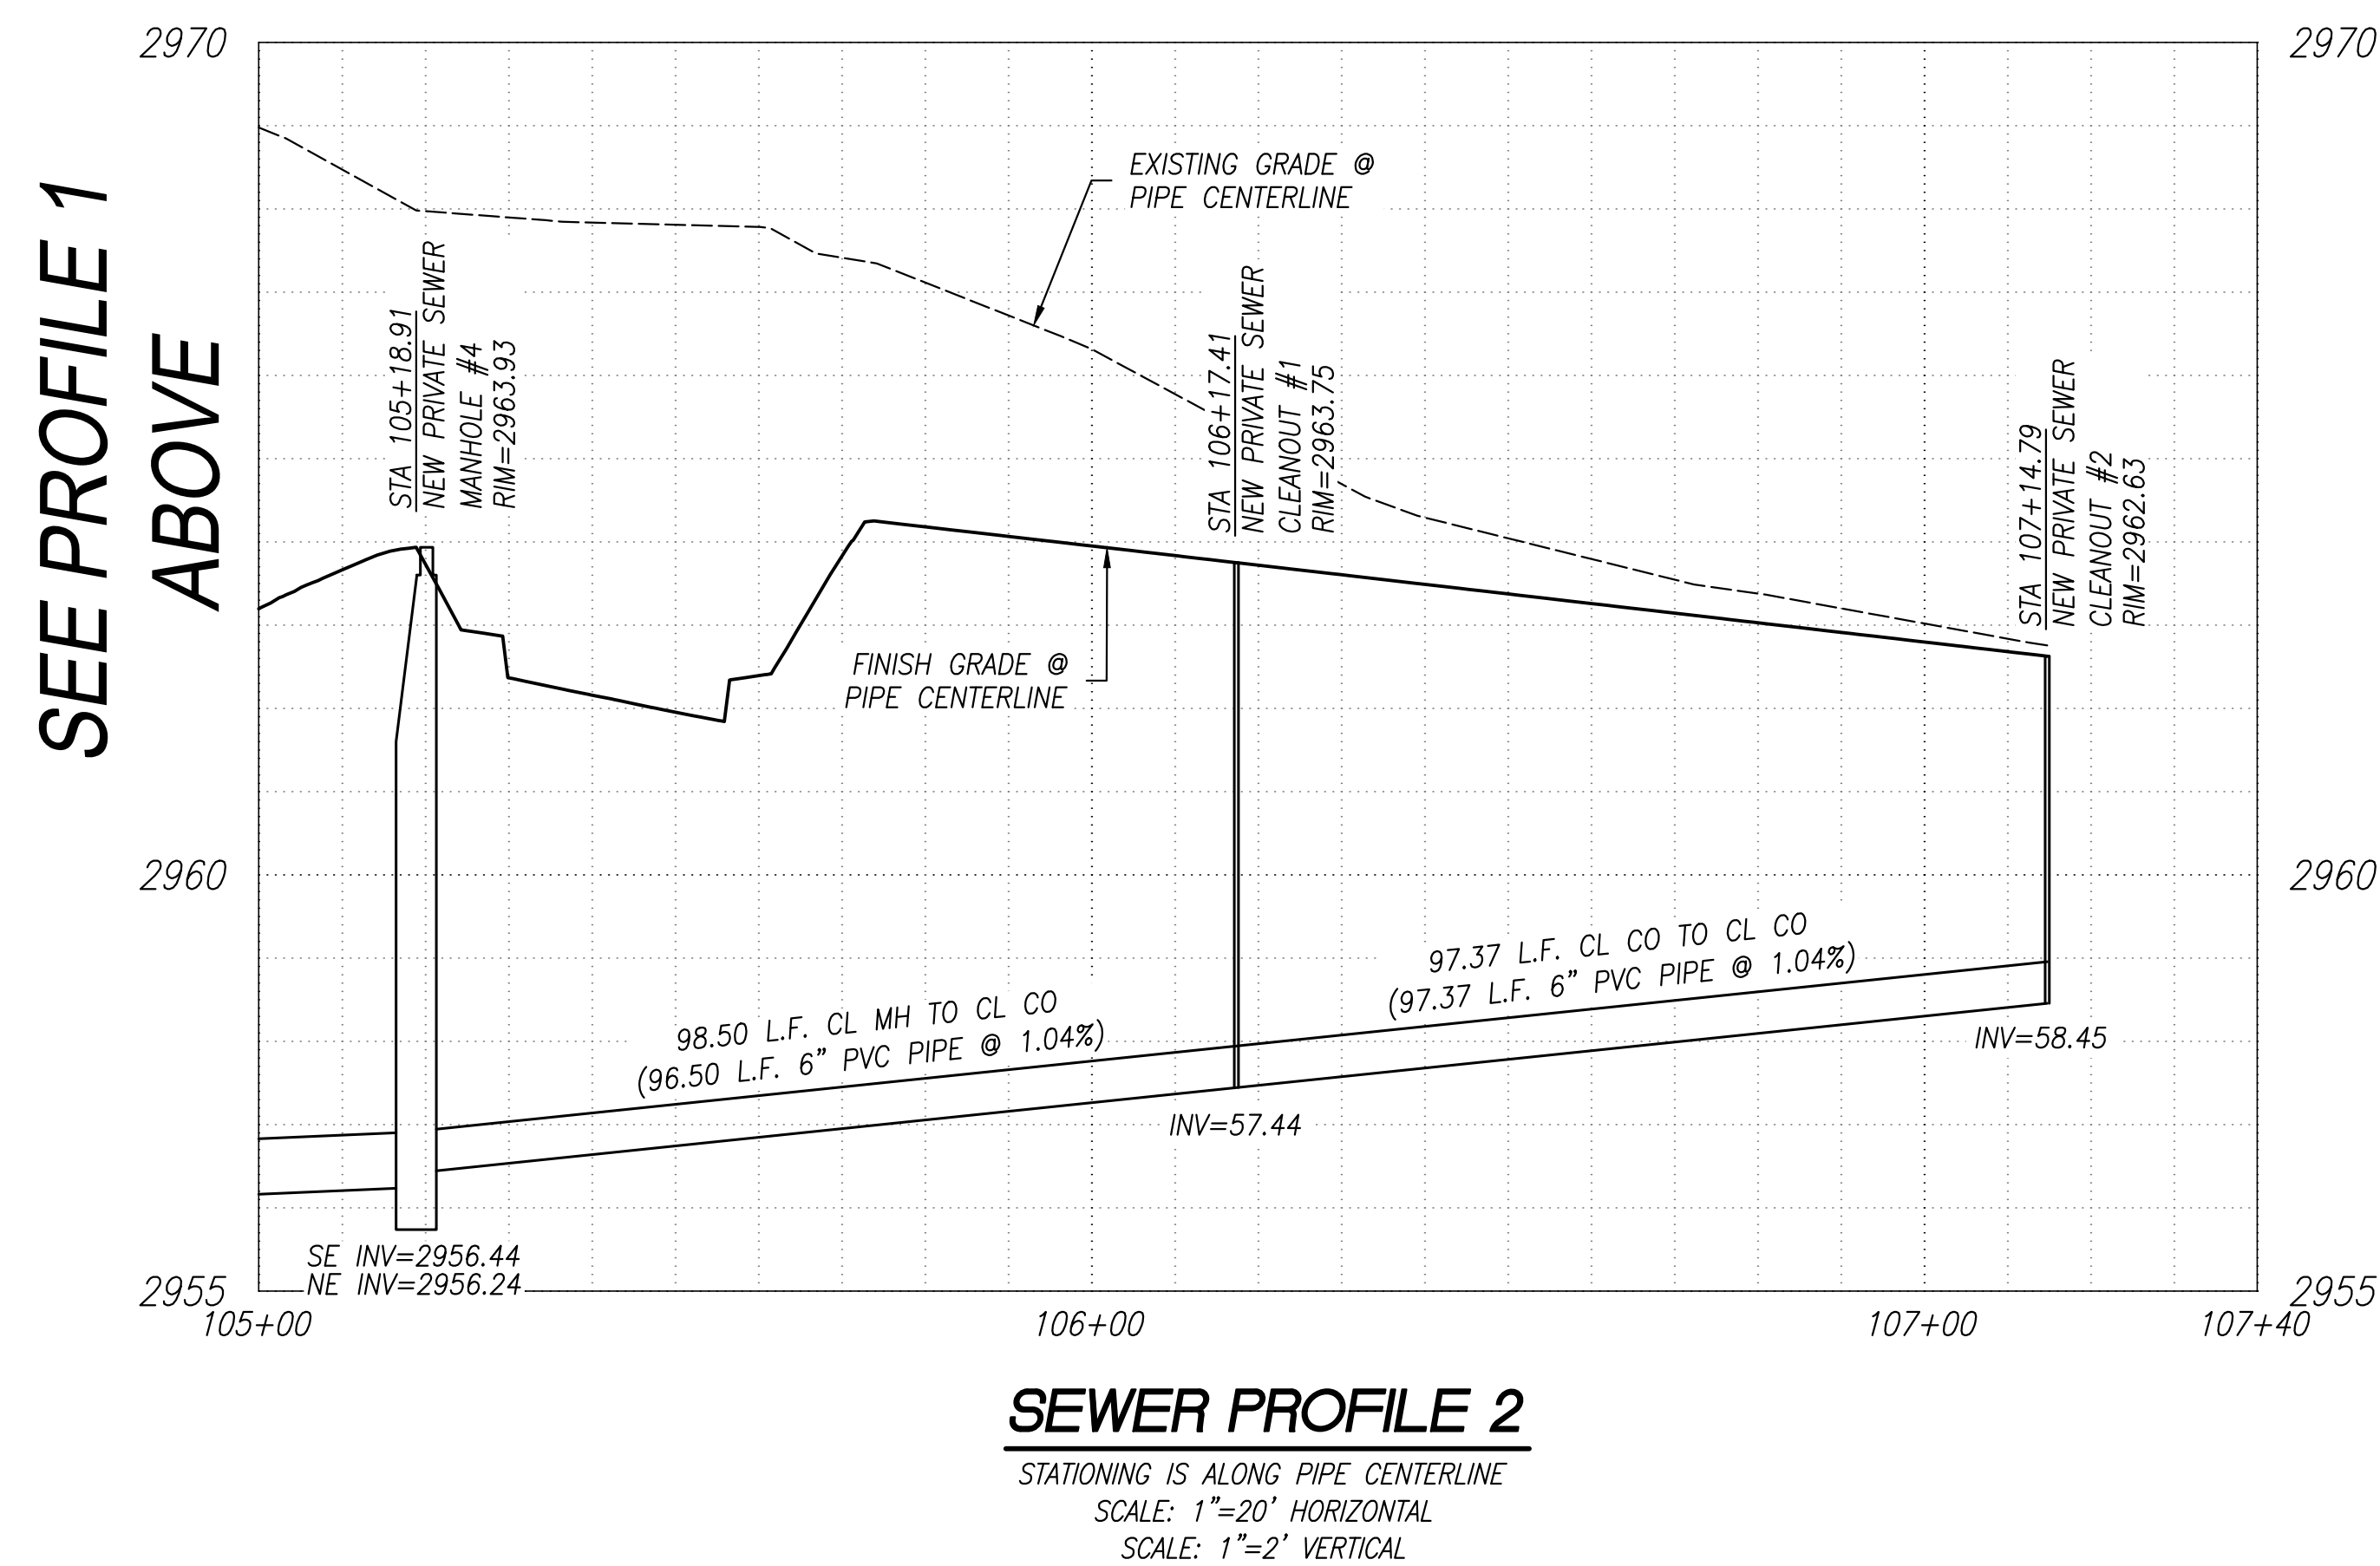 2970
2970
SEE PROFILE 1
ABOVE
EXISTING GRADE @
PIPE CENTERLINE
STA 105+18.91
NEW PRIVATE SEWER
MANHOLE #4
RIM=2963.93
STA 106+17.41
NEW PRIVATE SEWER
CLEANOUT #1
RIM=2963.75
STA 107+14.79
NEW PRIVATE SEWER
CLEANOUT #2
RIM=2962.63
FINISH GRADE @
PIPE CENTERLINE
2960
2960
98.50 L.F. CL MH TO CL CO
(96.50 L.F. 6" PVC PIPE @ 1.04%)
97.37 L.F. CL CO TO CL CO
(97.37 L.F. 6" PVC PIPE @ 1.04%)
INV=58.45
INV=57.44
SE INV=2956.44
NE INV=2956.24
2955
2955
105+00
106+00
107+00
107+40
SEWER PROFILE 2
STATIONING IS ALONG PIPE CENTERLINE
SCALE: 1"=20' HORIZONTAL
SCALE: 1"=2' VERTICAL